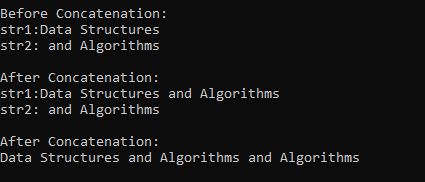 Before Concatenation:
str1:Data Structures
str2: and Algorithms
After Concatenation:
str1:Data Structures and Algorithms
str2: and Algorithms
After Concatenation:
Data Structures and Algorithms and Algorithms